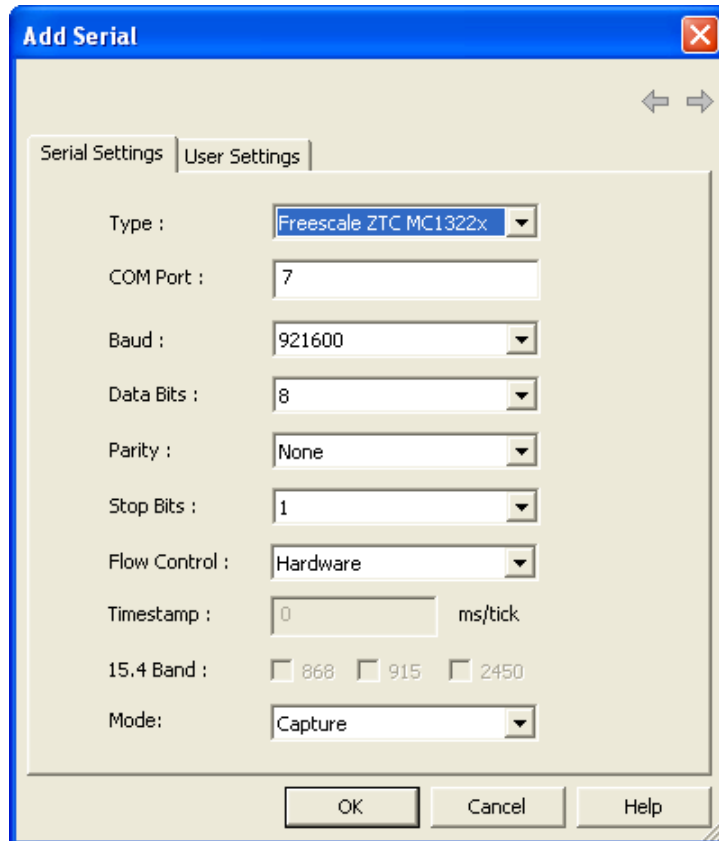 Add Serial
Serial Settings User Settings
Type : Freescale ZTC MC1322x
COM Port : 7
Baud : 921600
Data Bits : 8
Parity : None
Stop Bits : 1
Flow Control : Hardware
Timestamp : 0 ms/tick
15.4 Band : 868 915 2450
Mode: Capture
OK Cancel Help